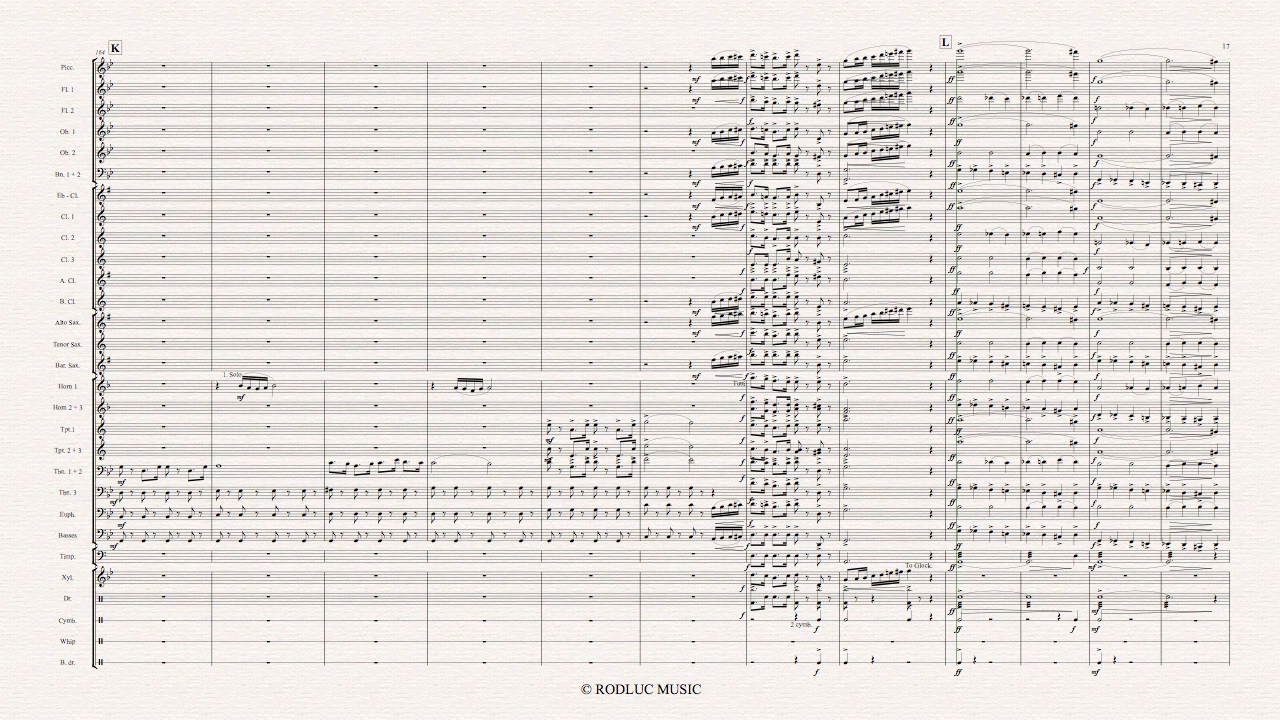 K
L
164
17
Picc.
Fl. 1
Fl. 2
Ob. 1
Ob. 2
Bn. 1 + 2
Eb - Cl.
Cl. 1
Cl. 2
Cl. 3
A. Cl.
B. Cl.
Alto Sax.
Tenor Sax.
Bar. Sax.
1. Solo
Horn 1
Tutti
Horn 2 + 3
Tpt.1
Tpt. 2 + 3
Tbn. 1 + 2
Tbn. 3
Euph.
Basses
Timp.
To Glock.
Xyl.
Dr.
Cymb.
2 cymb.
Whip
B. dr.
© RODLUC MUSIC